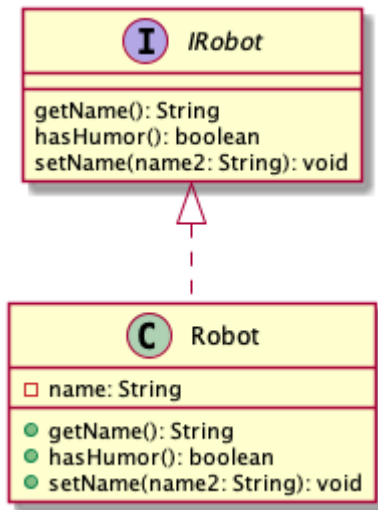 I IRobot
getName(): String
hasHumor(): boolean
setName(name2: String): void
C Robot
name: String
getName(): String
hasHumor(): boolean
setName(name2: String): void